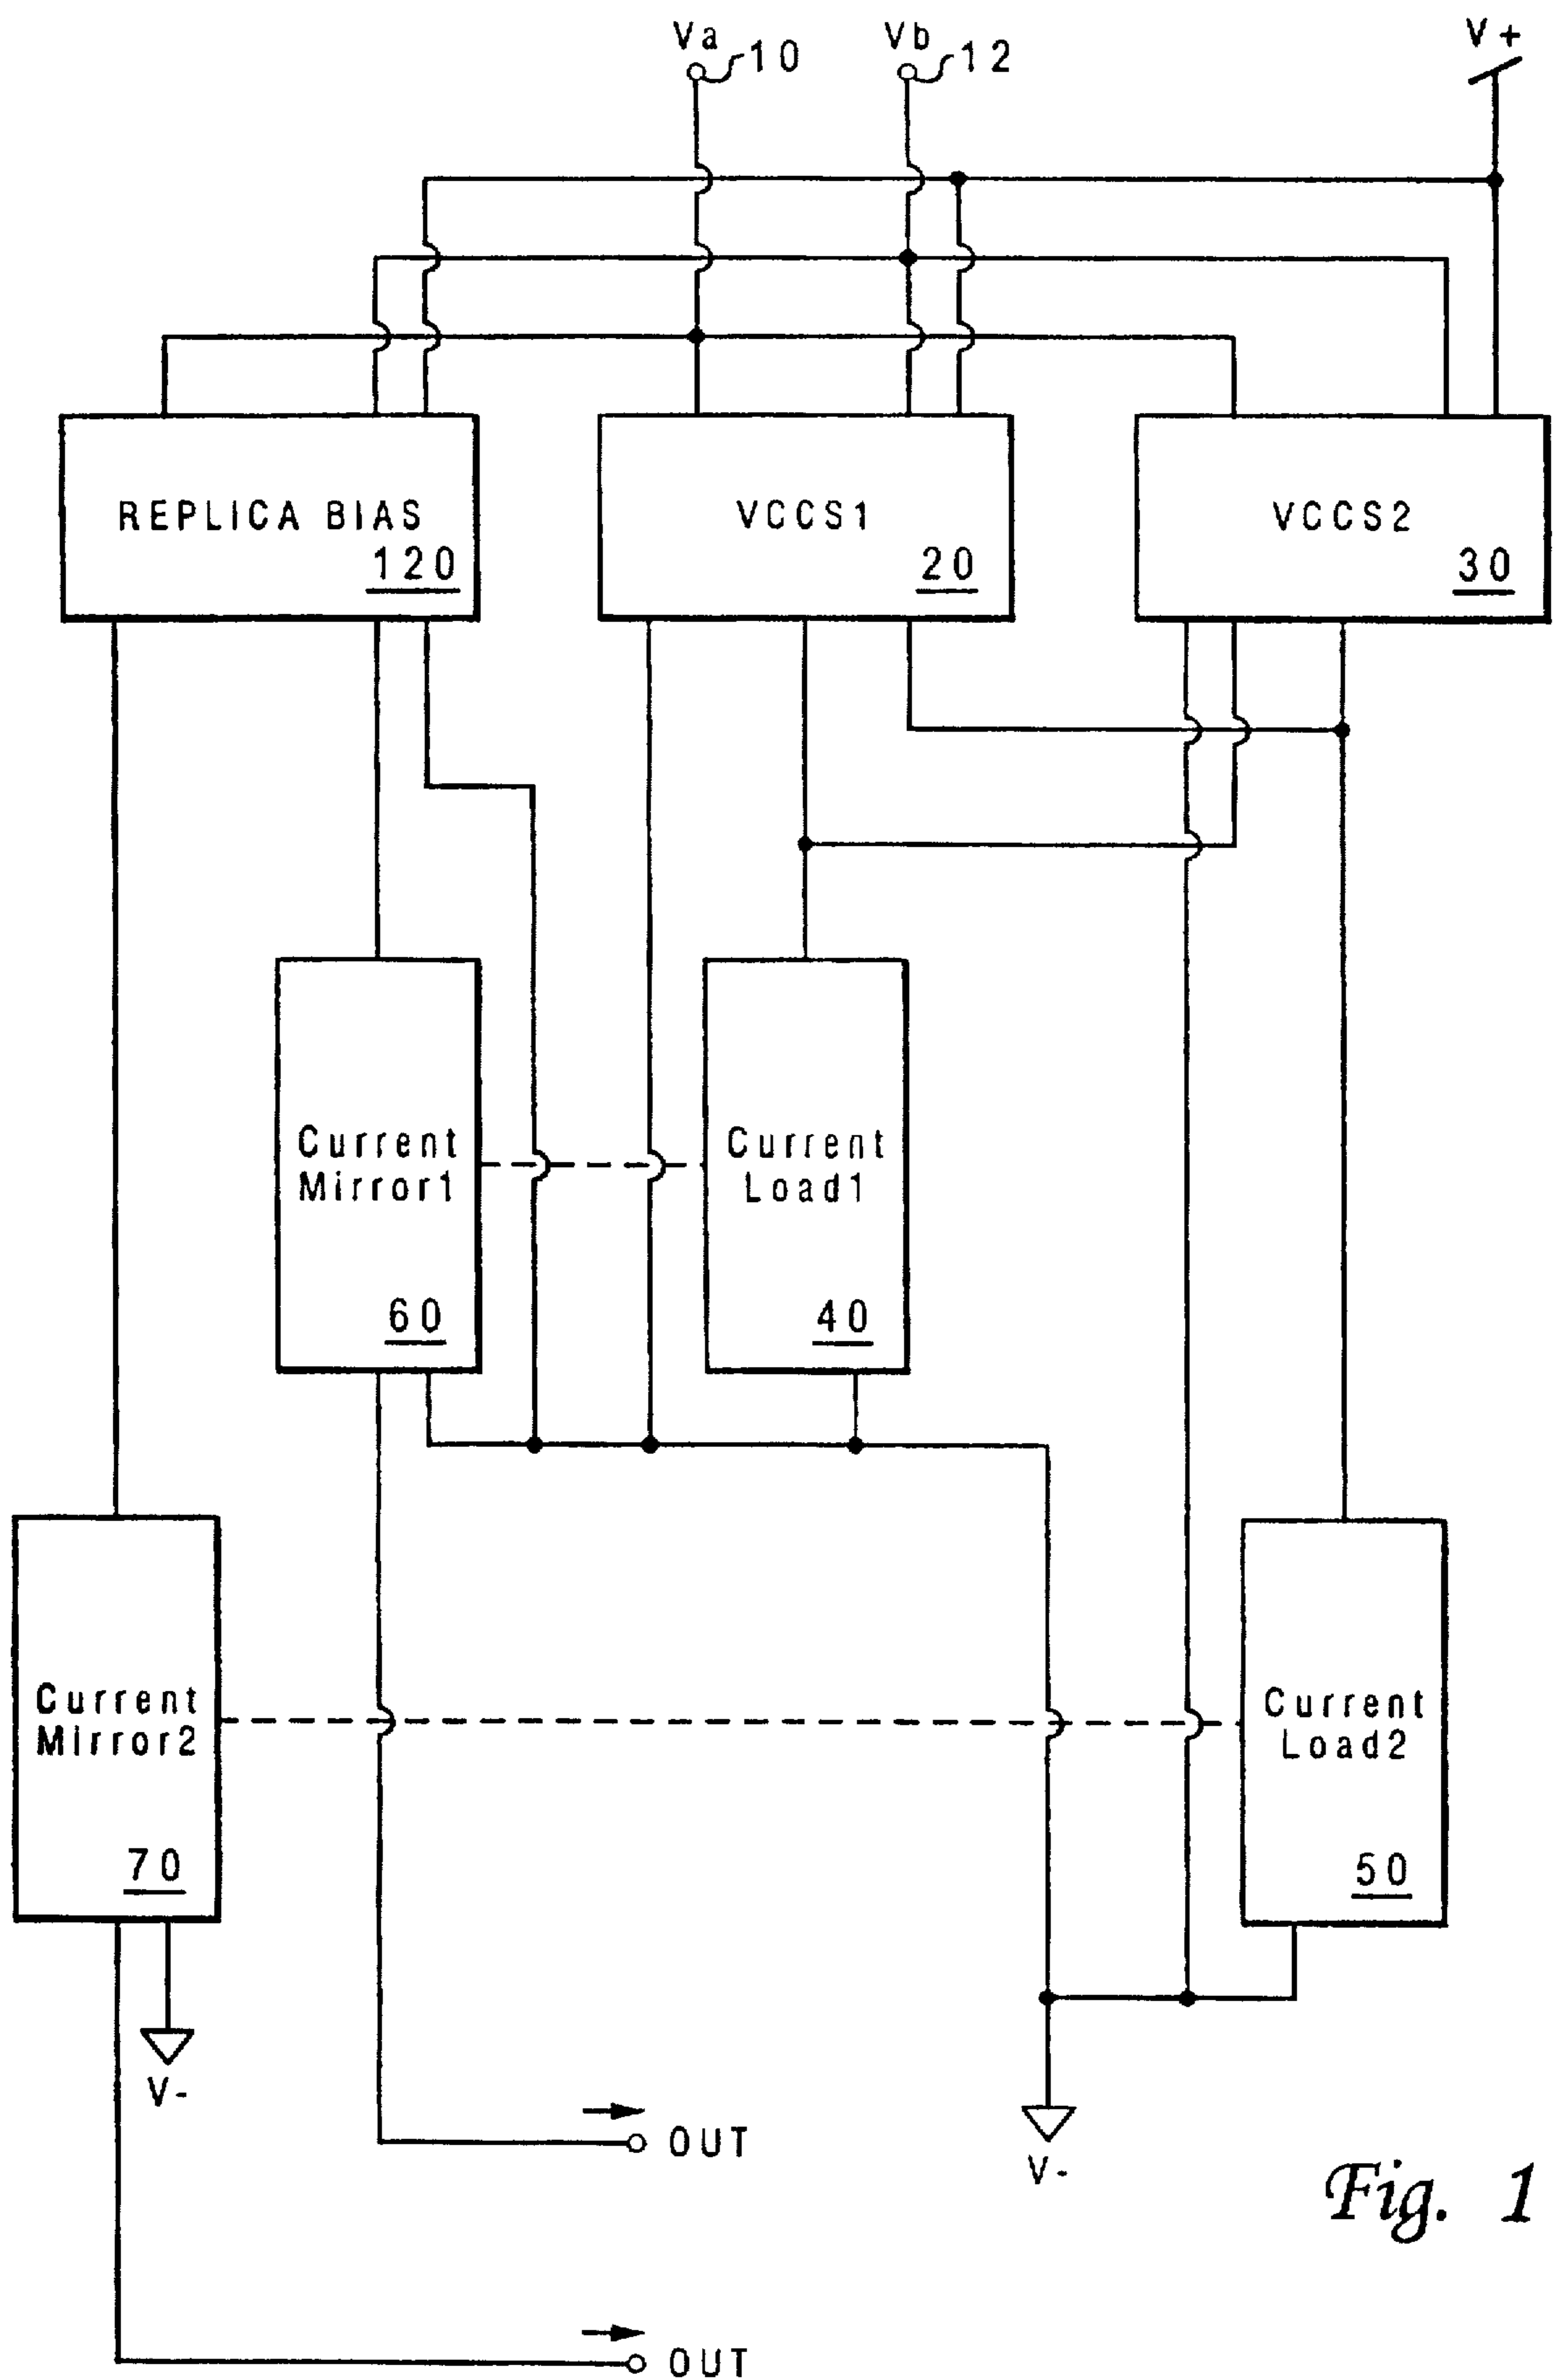 Va 10
Vb 12
V+
REPLICA BIAS
120
VCCS1
20
VCCS2
30
Current
Mirror1
60
Current
Load1
40
Current
Mirror2
70
Current
Load2
50
V-
OUT
V-
Fig. 1
OUT